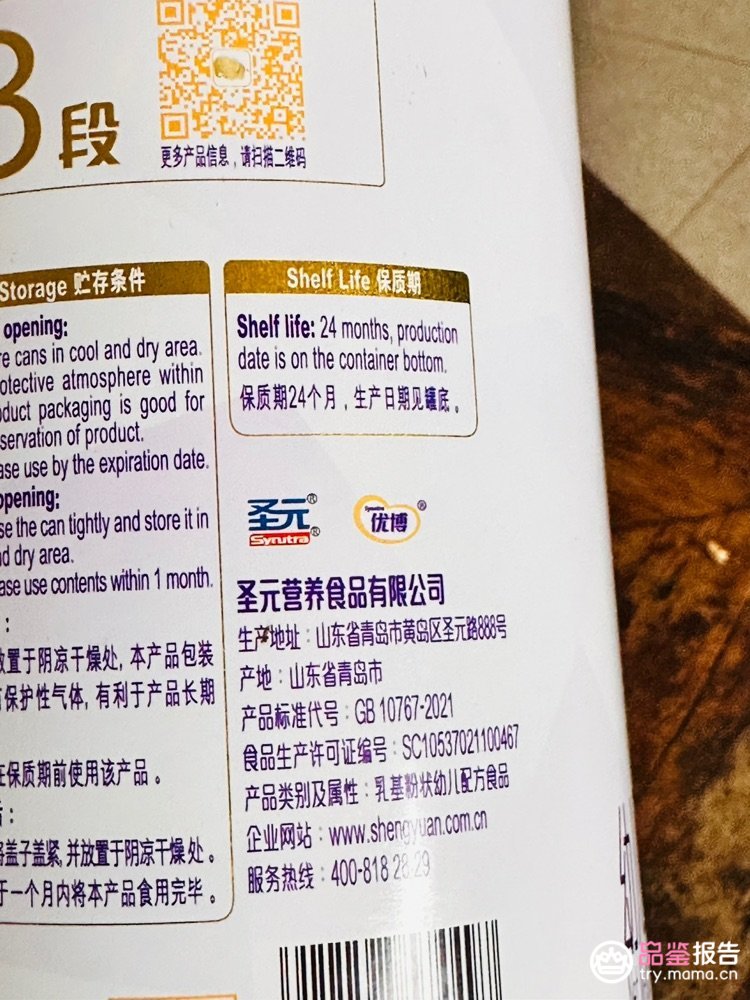 3段
更多产品信息，请扫描二维码
Storage 贮存条件
opening:
re cans in cool and dry area.
otective atmosphere within
oduct packaging is good for
servation of product.
ase use by the expiration date.
opening:
se the can tightly and store it in
nd dry area.
ase use contents within 1 month.
：
放置于阴凉干燥处, 本产品包装
有保护性气体, 有利于产品长期
在保质期前使用该产品。
后：
将盖子盖紧, 并放置于阴凉干燥处。
于一个月内将本产品食用完毕。
Shelf Life 保质期
Shelf life: 24 months, production
date is on the container bottom.
保质期24个月，生产日期见罐底。
圣元®
Synutra®
优博®
圣元营养食品有限公司
生产地址：山东省青岛市黄岛区圣元路888号
产地：山东省青岛市
产品标准代号：GB 10767-2021
食品生产许可证编号：SC10537021100467
产品类别及属性：乳基粉状幼儿配方食品
企业网站：www.shengyuan.com.cn
服务热线：400-818 28 29
品鉴报告
try.mama.cn